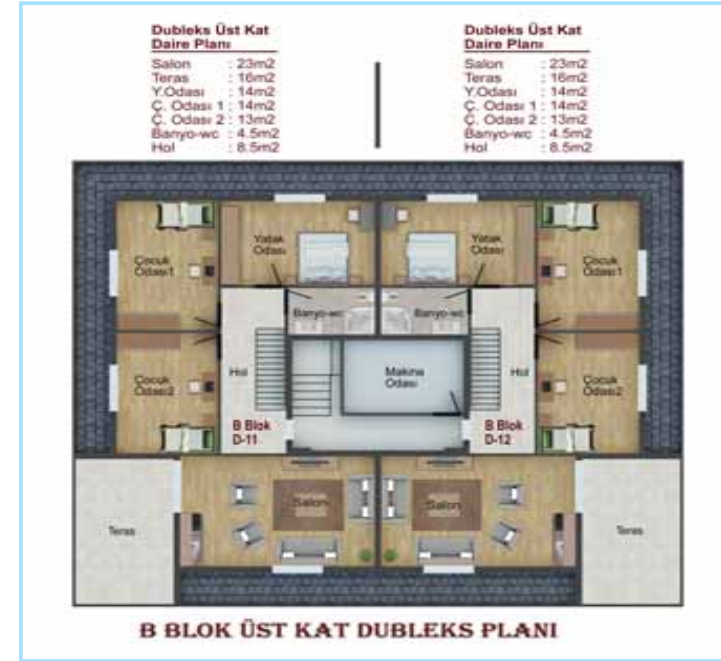 Dubleks Üst Kat
Daire Planı
Salon : 23m2
Teras : 16m2
Y.Odası : 14m2
Ç. Odası 1 : 14m2
Ç. Odası 2 : 13m2
Banyo-wc : 4.5m2
Hol : 8.5m2
Dubleks Üst Kat
Daire Planı
Salon : 23m2
Teras : 16m2
Y.Odası : 14m2
Ç. Odası 1 : 14m2
Ç. Odası 2 : 13m2
Banyo-wc : 4.5m2
Hol : 8.5m2
Çocuk
Odası1
Yatak
Odası
Yatak
Odası
Çocuk
Odası1
Banyo-wc
Banyo-wc
Çocuk
Odası2
Hol
Makina
Odası
Hol
Çocuk
Odası2
B Blok
D-11
B Blok
D-12
Teras
Salon
Salon
Teras
B BLOK ÜST KAT DUBLEKS PLANI